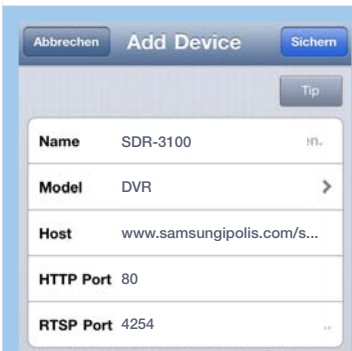 Abbrechen Add Device Sichern
Tip
Name SDR-3100 en.
Model DVR
Host www.samsungipolis.com/s...
HTTP Port 80
RTSP Port 4254 ..